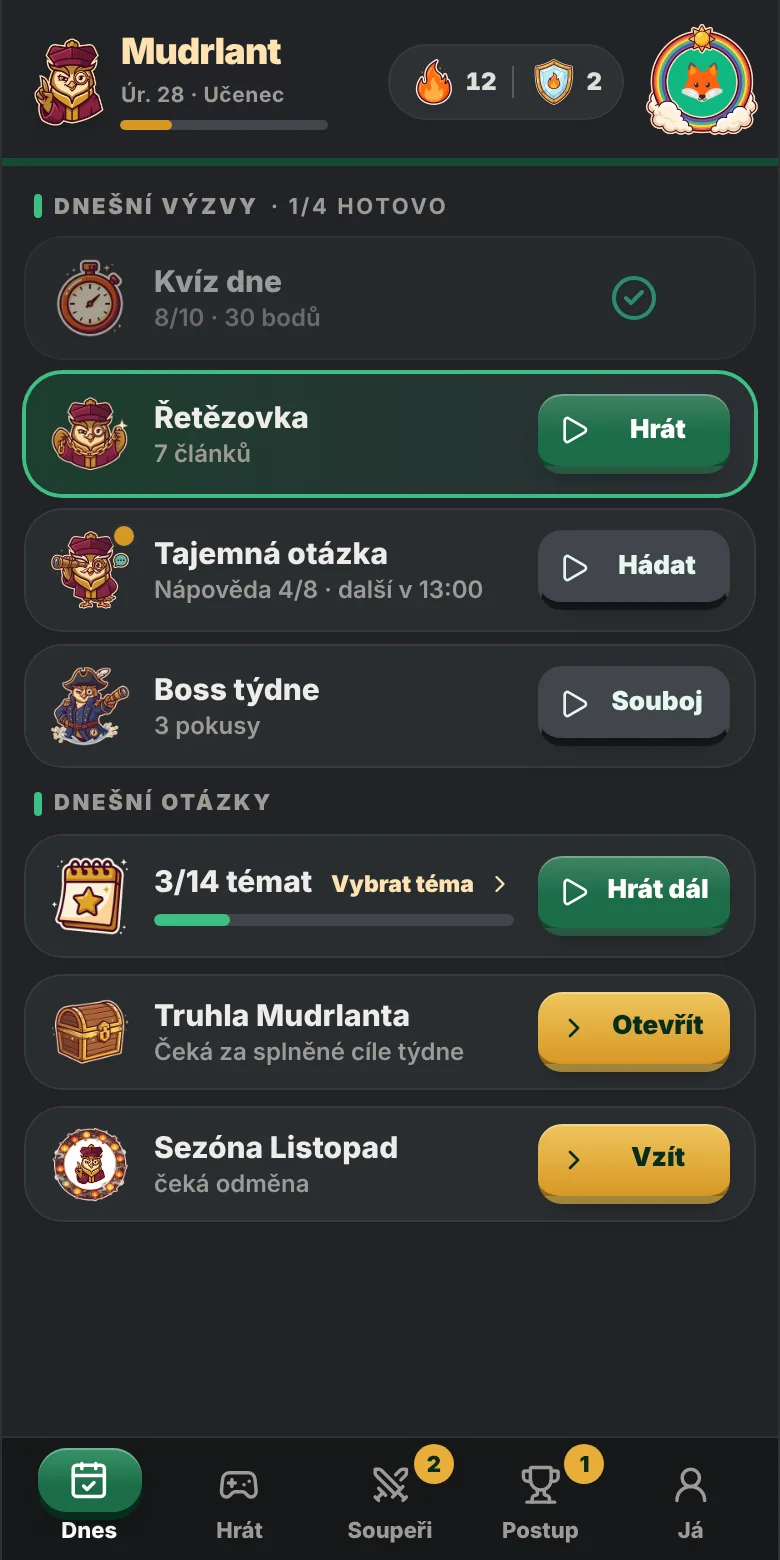 Mudrlant
Úr. 28 · Učenec
12
2
DNEŠNÍ VÝZVY · 1/4 HOTOVO
Kvíz dne
8/10 · 30 bodů
Řetězovka
7 článků
Hrát
Tajemná otázka
Nápověda 4/8 · další v 13:00
Hádat
Boss týdne
3 pokusy
Souboj
DNEŠNÍ OTÁZKY
3/14 témat Vybrat téma
Hrát dál
Truhla Mudrlanta
Čeká za splněné cíle týdne
Otevřít
Sezóna Listopad
čeká odměna
Vzít
2
1
Dnes Hrát Soupeři Postup Já